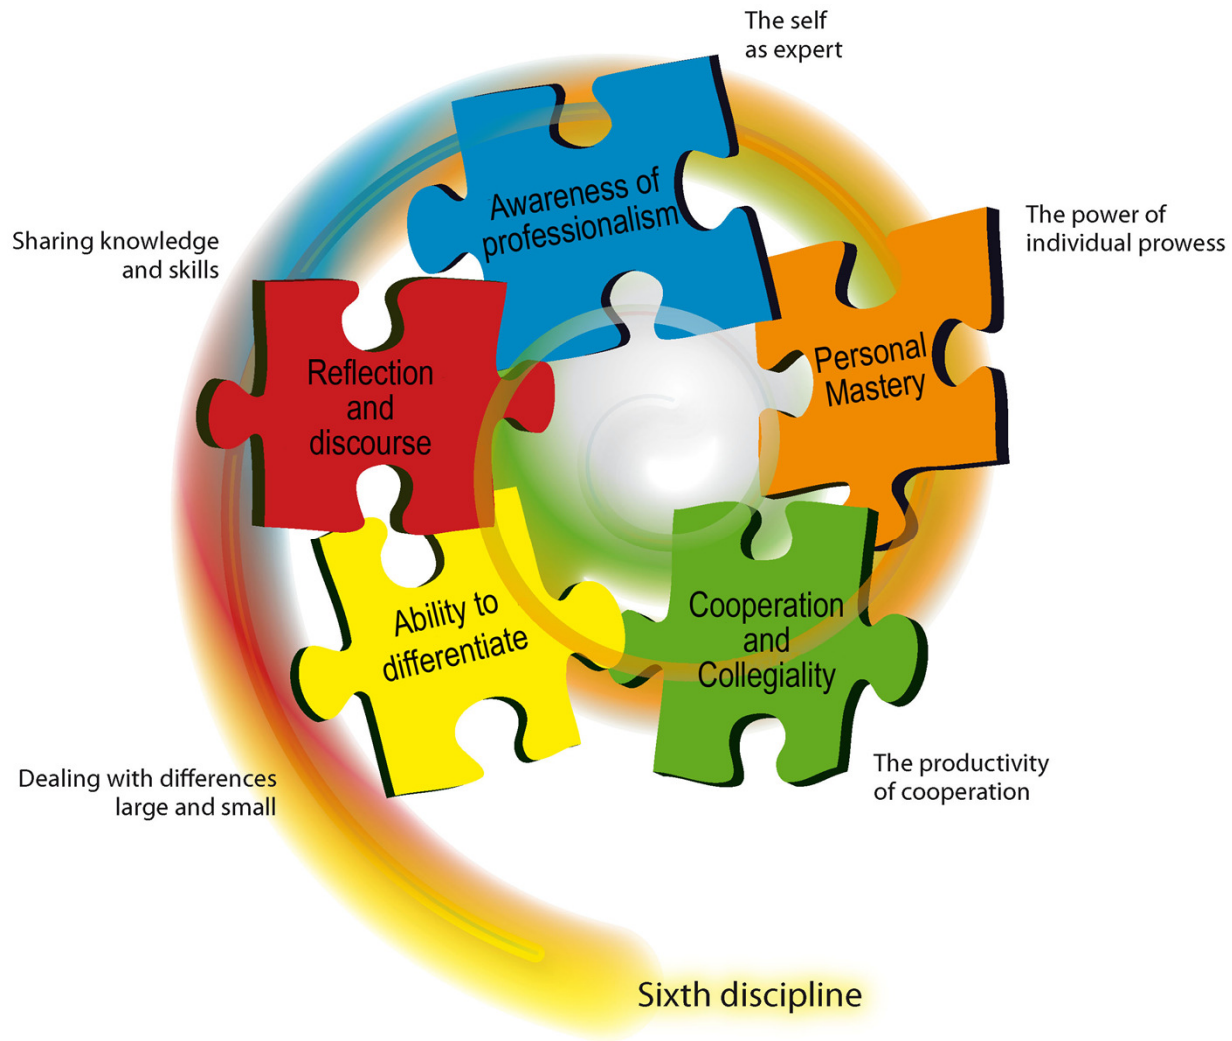 The self
as expert
Awareness of
professionalism
The power of
individual prowess
Sharing knowledge
and skills
Personal
Mastery
Reflection
and
discourse
Ability to
differentiate
Cooperation
and
Collegiality
Dealing with differences
large and small
The productivity
of cooperation
Sixth discipline